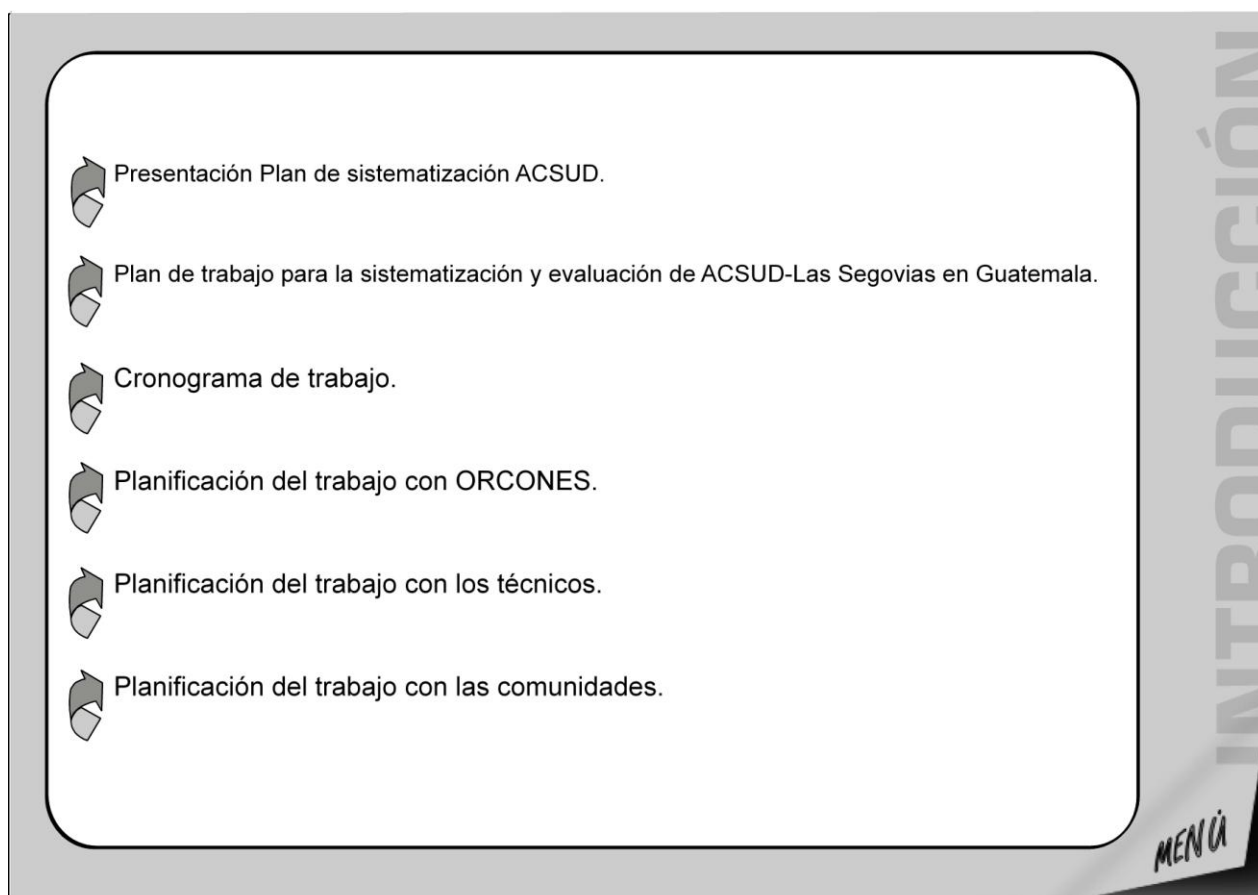 Presentación Plan de sistematización ACSUD.
Plan de trabajo para la sistematización y evaluación de ACSUD-Las Segovias en Guatemala.
Cronograma de trabajo.
Planificación del trabajo con ORCONES.
Planificación del trabajo con los técnicos.
Planificación del trabajo con las comunidades.
INTRODUCCIÓN
MENÚ